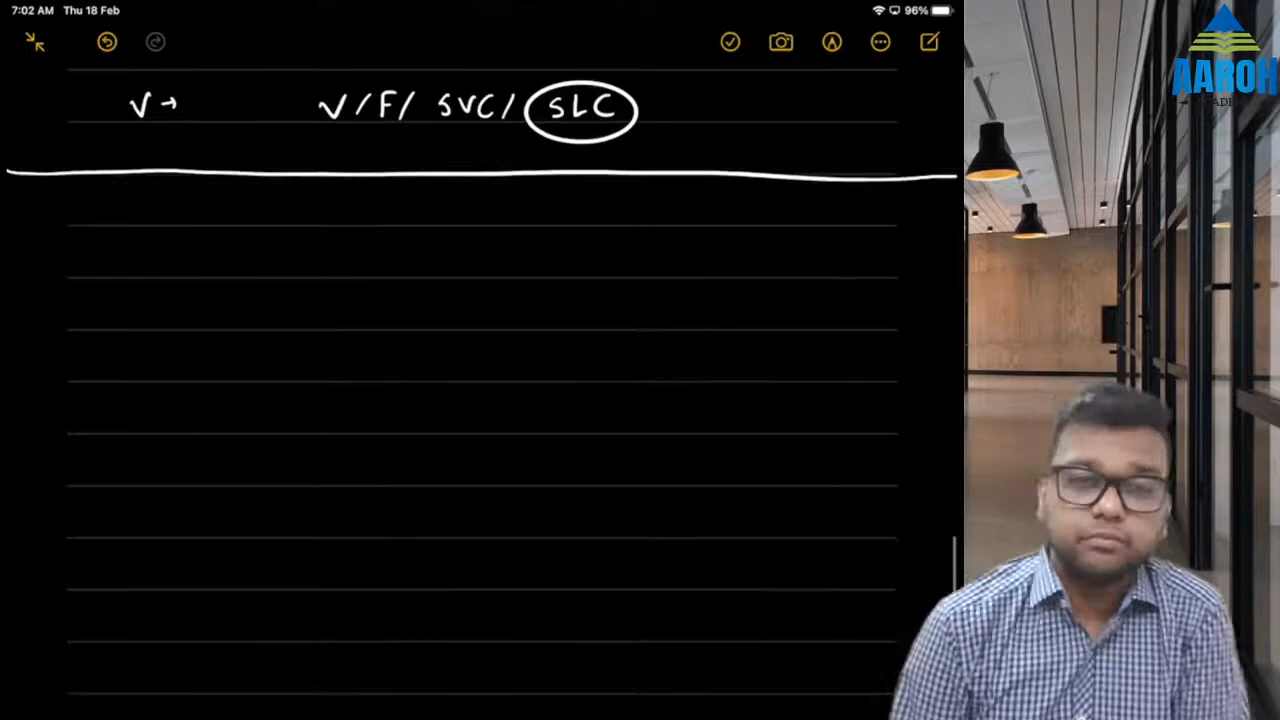 7:02 AM Thu 18 Feb
96%
V → V / F / SVC / SLC
AAROH